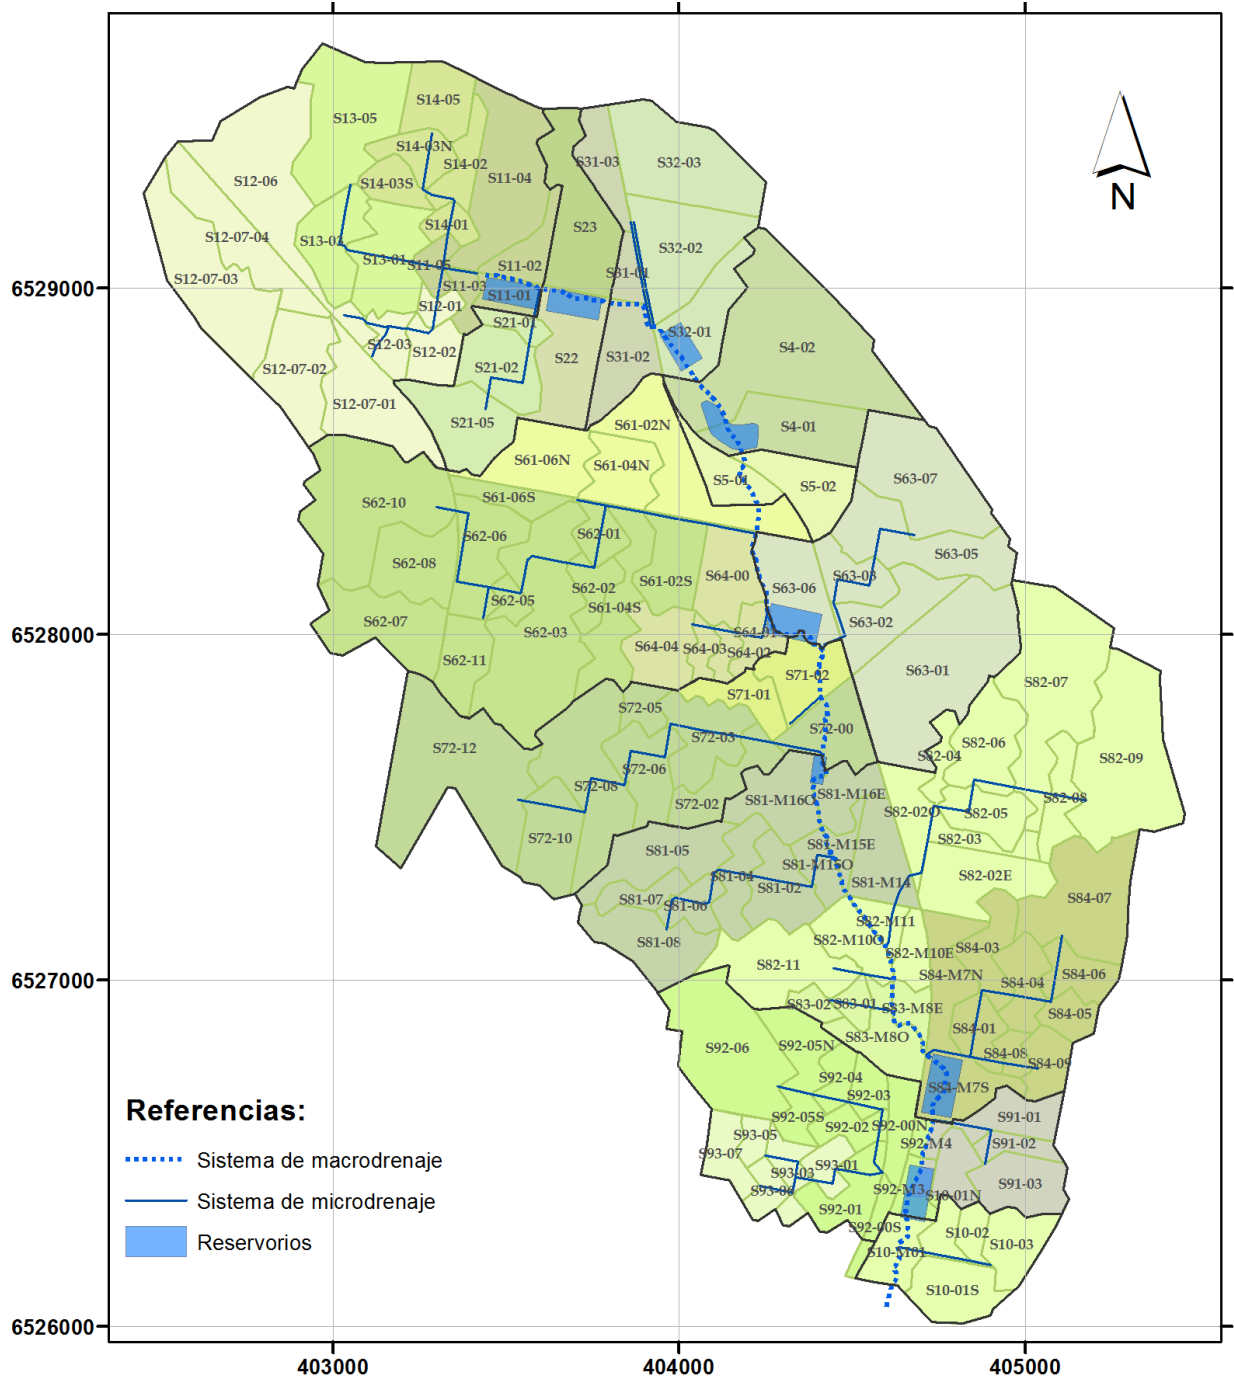 S14-05
S13-05
S14-03N
S14-02
S31-03
S32-03
S12-06
S14-03S
S11-04
N
S14-01
S23
S12-07-04
S13-03
S32-02
S13-01
S11-05
S11-02
S31-01
S12-07-03
S11-03
6529000
S11-01
S12-01
S21-01
S32-01
S12-03
S12-02
S22
S31-02
S4-02
S12-07-02
S21-02
S12-07-01
S21-05
S61-02N
S4-01
S61-06N
S61-04N
S5-01
S5-02
S63-07
S62-10
S61-06S
S62-06
S62-01
S63-05
S62-08
S61-02S
S64-00
S63-03
S62-02
S63-06
S62-05
S61-04S
S62-07
S63-02
6528000
S62-03
S64-01
S64-04
S64-03
S64-02
S62-11
S63-01
S71-02
S82-07
S71-01
S72-05
S72-00
S72-12
S72-03
S82-06
S82-04
S82-09
S72-06
S72-08
S81-M16E
S82-08
S72-02
S81-M16O
S82-02O
S82-05
S72-10
S81-M15E
S82-03
S81-05
S81-M15O
S81-04
S81-02
S81-M14
S82-02E
S81-07
S81-06
S84-07
S82-M11
S81-08
S82-M10O
S84-03
S82-M10E
S82-11
6527000
S84-M7N
S84-06
S84-04
S83-02
S83-01
S83-M8E
S84-05
S84-01
S83-M8O
S92-06
S92-05N
S84-08
S84-09
S92-04
S84-M7S
S92-03
Referencias:
S92-05S
S91-01
S93-05
S92-02
S92-00N
S92-M4
S91-02
S93-07
Sistema de macrodrenaje
S93-01
S93-03
S91-03
S93-06
S92-M3
S10-01N
Sistema de microdrenaje
S92-01
S92-00S
S10-02
S10-03
Reservorios
S10-M01
S10-01S
6526000
403000
404000
405000